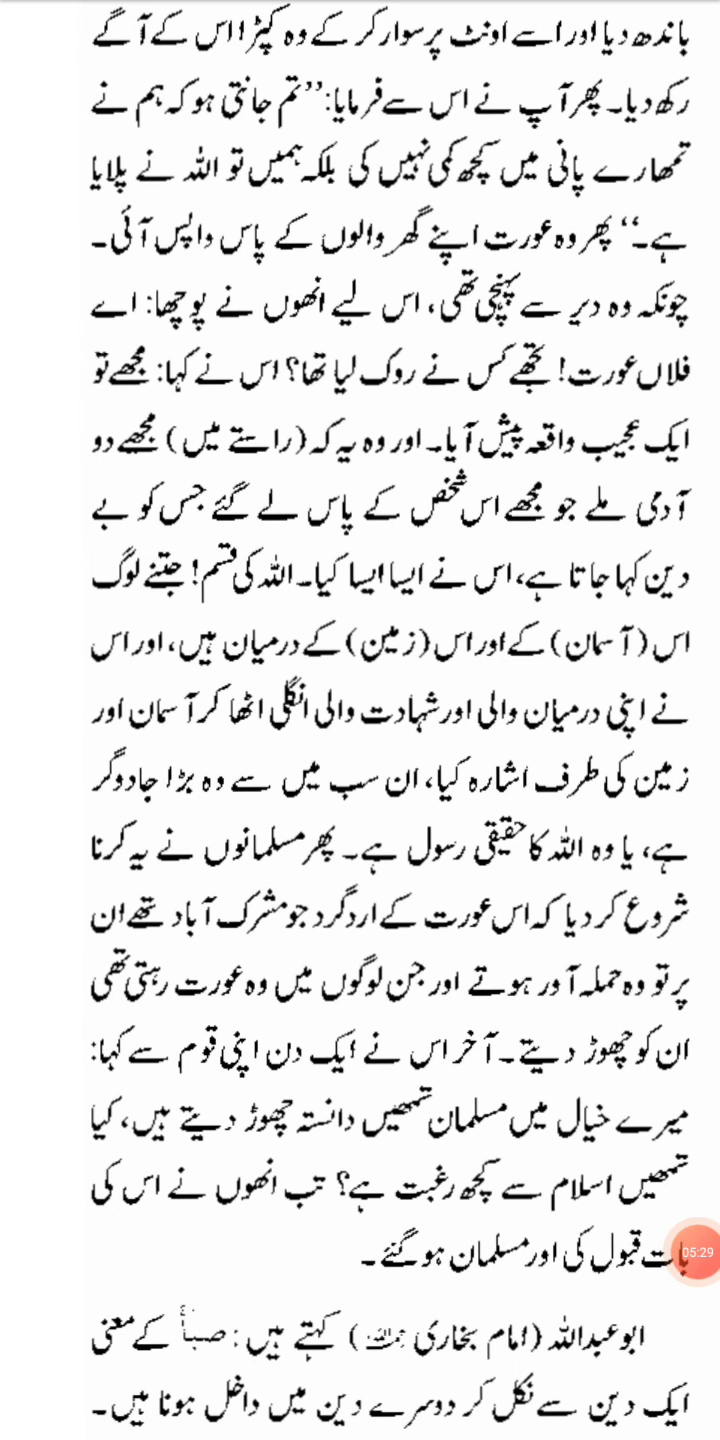 باندھ دیا اور اسے اونٹ پر سوار کر کے وہ کپڑا اس کے آگے
رکھ دیا۔ پھر آپ نے اس سے فرمایا: ’’تم جانتی ہو کہ ہم نے
تمھارے پانی میں کچھ کمی نہیں کی بلکہ ہمیں تو اللہ نے پلایا
ہے۔‘‘ پھر وہ عورت اپنے گھر والوں کے پاس واپس آئی۔
چونکہ وہ دیر سے پہنچی تھی، اس لیے انھوں نے پوچھا: اے
فلاں عورت! تجھے کس نے روک لیا تھا؟ اس نے کہا: مجھے تو
ایک عجیب واقعہ پیش آیا۔ اور وہ یہ کہ (راستے میں) مجھے دو
آدمی ملے جو مجھے اس شخص کے پاس لے گئے جس کو بے
دین کہا جاتا ہے، اس نے ایسا ایسا کیا۔ اللہ کی قسم! جتنے لوگ
اس (آسمان) کے اور اس (زمین) کے درمیان ہیں، اور اس
نے اپنی درمیان والی اور شہادت والی انگلی اٹھا کر آسمان اور
زمین کی طرف اشارہ کیا، ان سب میں سے وہ بڑا جادوگر
ہے، یا وہ اللہ کا حقیقی رسول ہے۔ پھر مسلمانوں نے یہ کرنا
شروع کر دیا کہ اس عورت کے اردگرد جو مشرک آباد تھے ان
پر تو وہ حملہ آور ہوتے اور جن لوگوں میں وہ عورت رہتی تھی
ان کو چھوڑ دیتے۔ آخر اس نے ایک دن اپنی قوم سے کہا:
میرے خیال میں مسلمان تمھیں دانستہ چھوڑ دیتے ہیں، کیا
تمھیں اسلام سے کچھ رغبت ہے؟ تب انھوں نے اس کی
بات قبول کی اور مسلمان ہو گئے۔
05:29
ابوعبداللہ (امام بخاری رحمہ اللہ) کہتے ہیں: صبأ کے معنی
ایک دین سے نکل کر دوسرے دین میں داخل ہونا ہیں۔